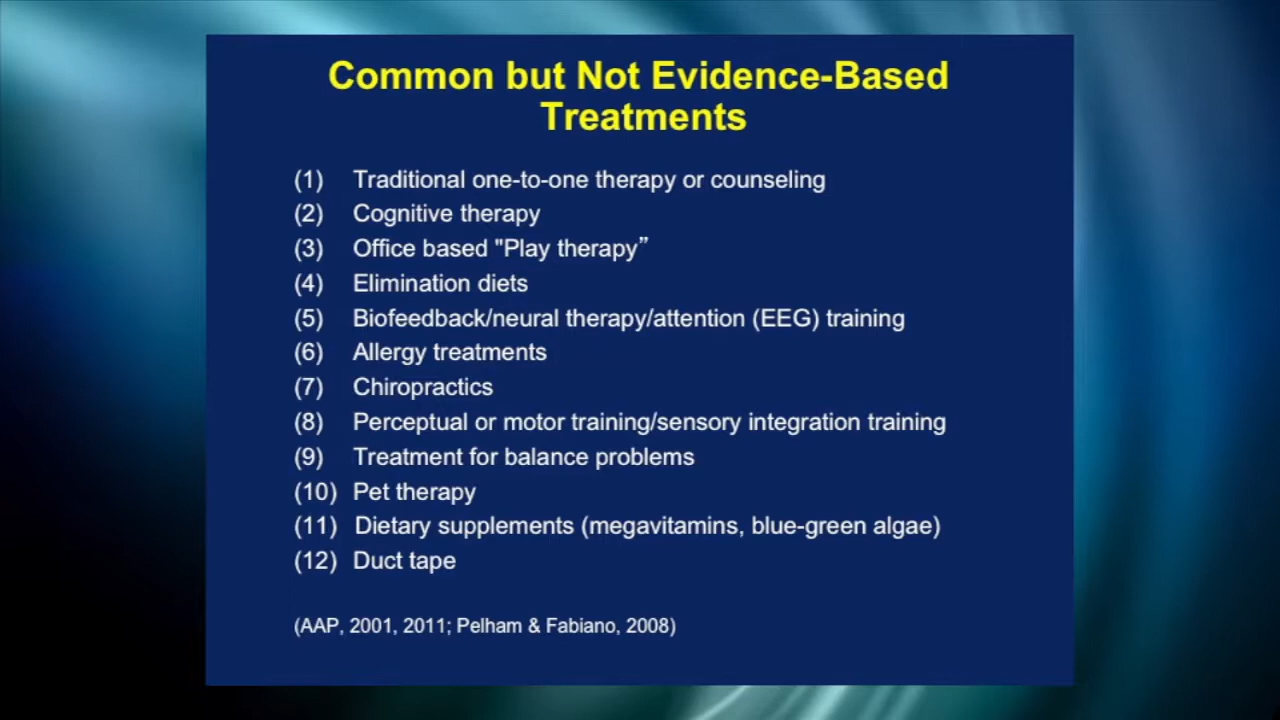 Common but Not Evidence-Based
Treatments
(1) Traditional one-to-one therapy or counseling
(2) Cognitive therapy
(3) Office based "Play therapy”
(4) Elimination diets
(5) Biofeedback/neural therapy/attention (EEG) training
(6) Allergy treatments
(7) Chiropractics
(8) Perceptual or motor training/sensory integration training
(9) Treatment for balance problems
(10) Pet therapy
(11) Dietary supplements (megavitamins, blue-green algae)
(12) Duct tape
(AAP, 2001, 2011; Pelham & Fabiano, 2008)